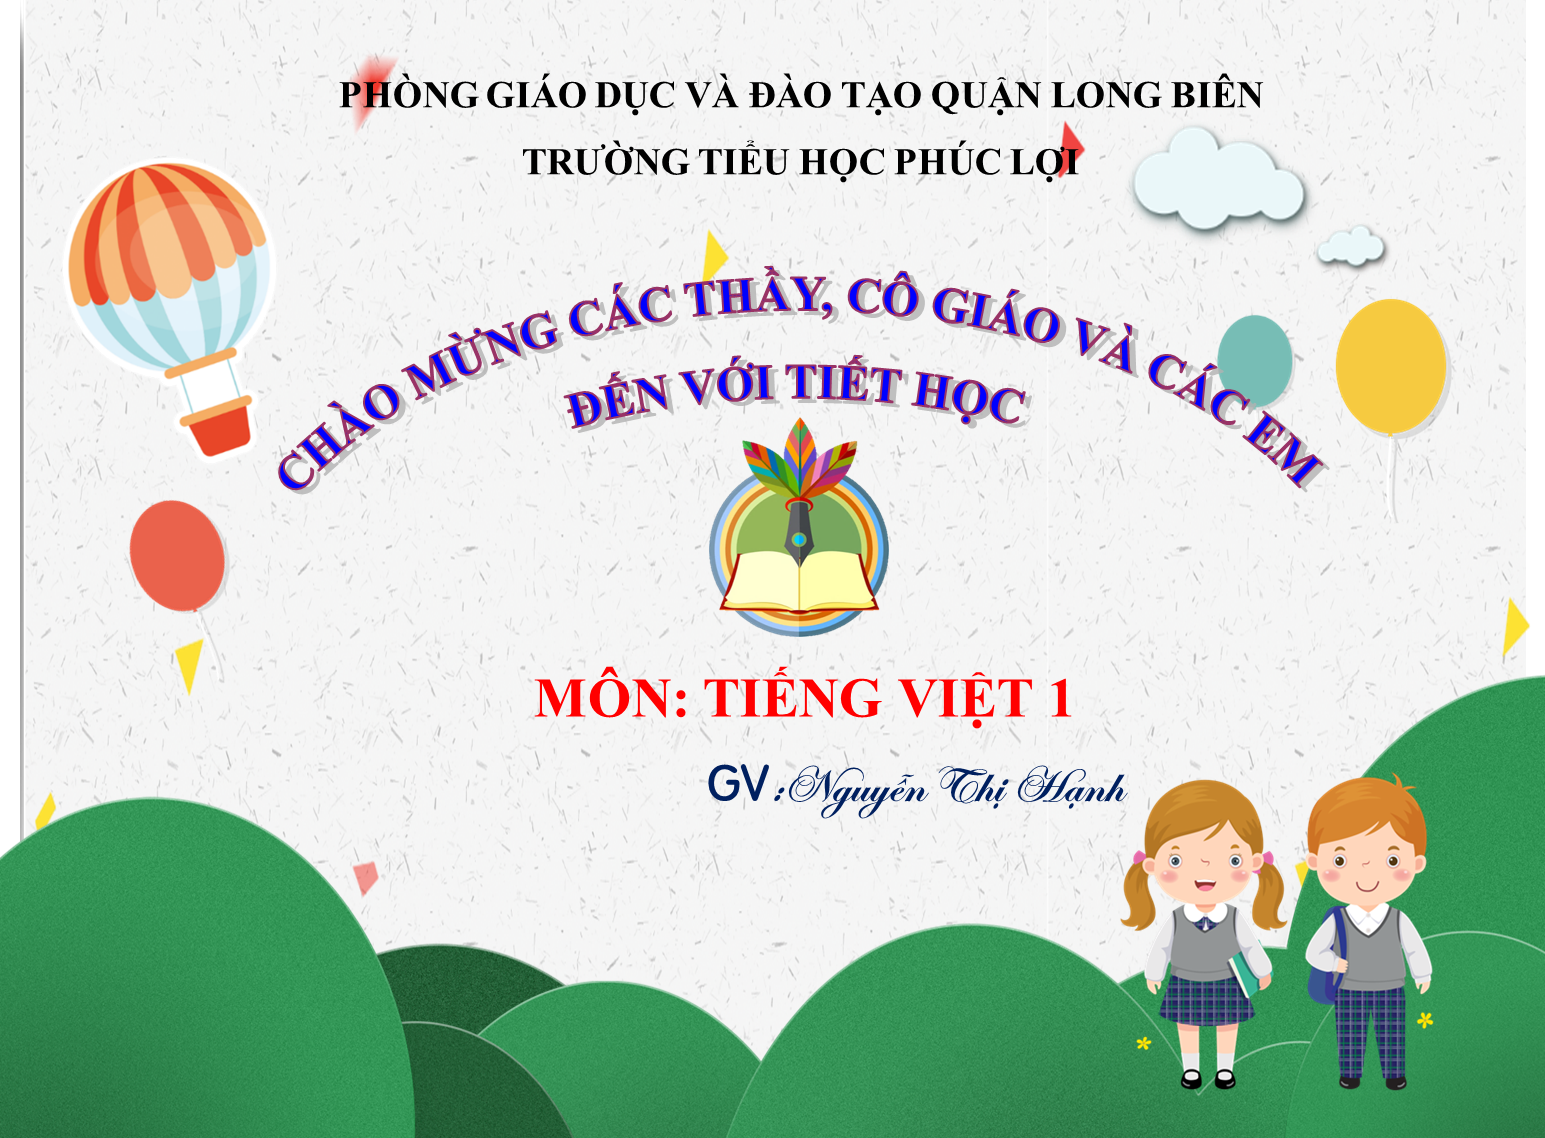 PHÒNG GIÁO DỤC VÀ ĐÀO TẠO QUẬN LONG BIÊN
TRƯỜNG TIỂU HỌC PHÚC LỢI
CHÀO MỪNG CÁC THẦY, CÔ GIÁO VÀ CÁC EM
ĐẾN VỚI TIẾT HỌC
MÔN: TIẾNG VIỆT 1
GV :Nguyễn Thị Hạnh